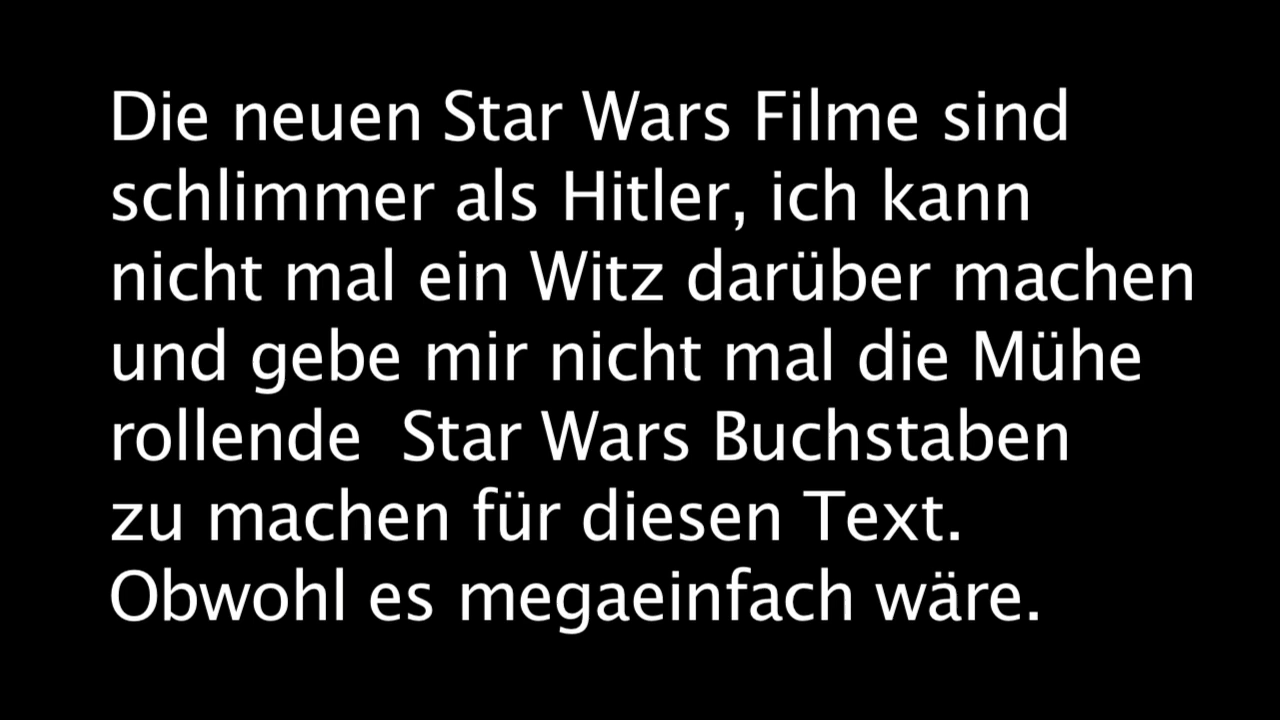 Die neuen Star Wars Filme sind
schlimmer als Hitler, ich kann
nicht mal ein Witz darüber machen
und gebe mir nicht mal die Mühe
rollende  Star Wars Buchstaben
zu machen für diesen Text.
Obwohl es megaeinfach wäre.